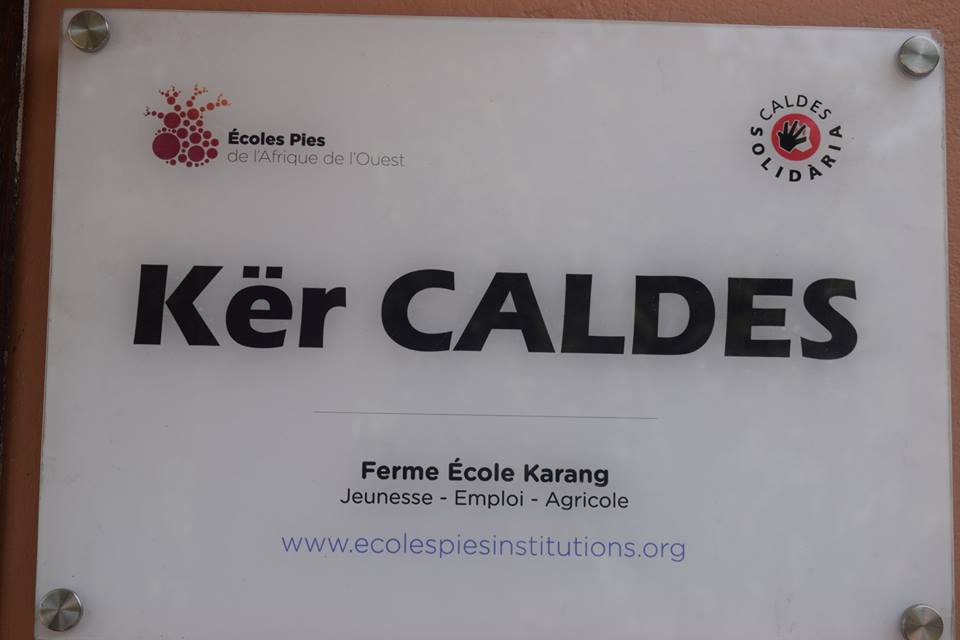 Écoles Pies
de l'Afrique de l'Ouest
CALDES
SOLIDÀRIA
Kër CALDES
Ferme École Karang
Jeunesse - Emploi - Agricole
www.ecolespiesinstitutions.org